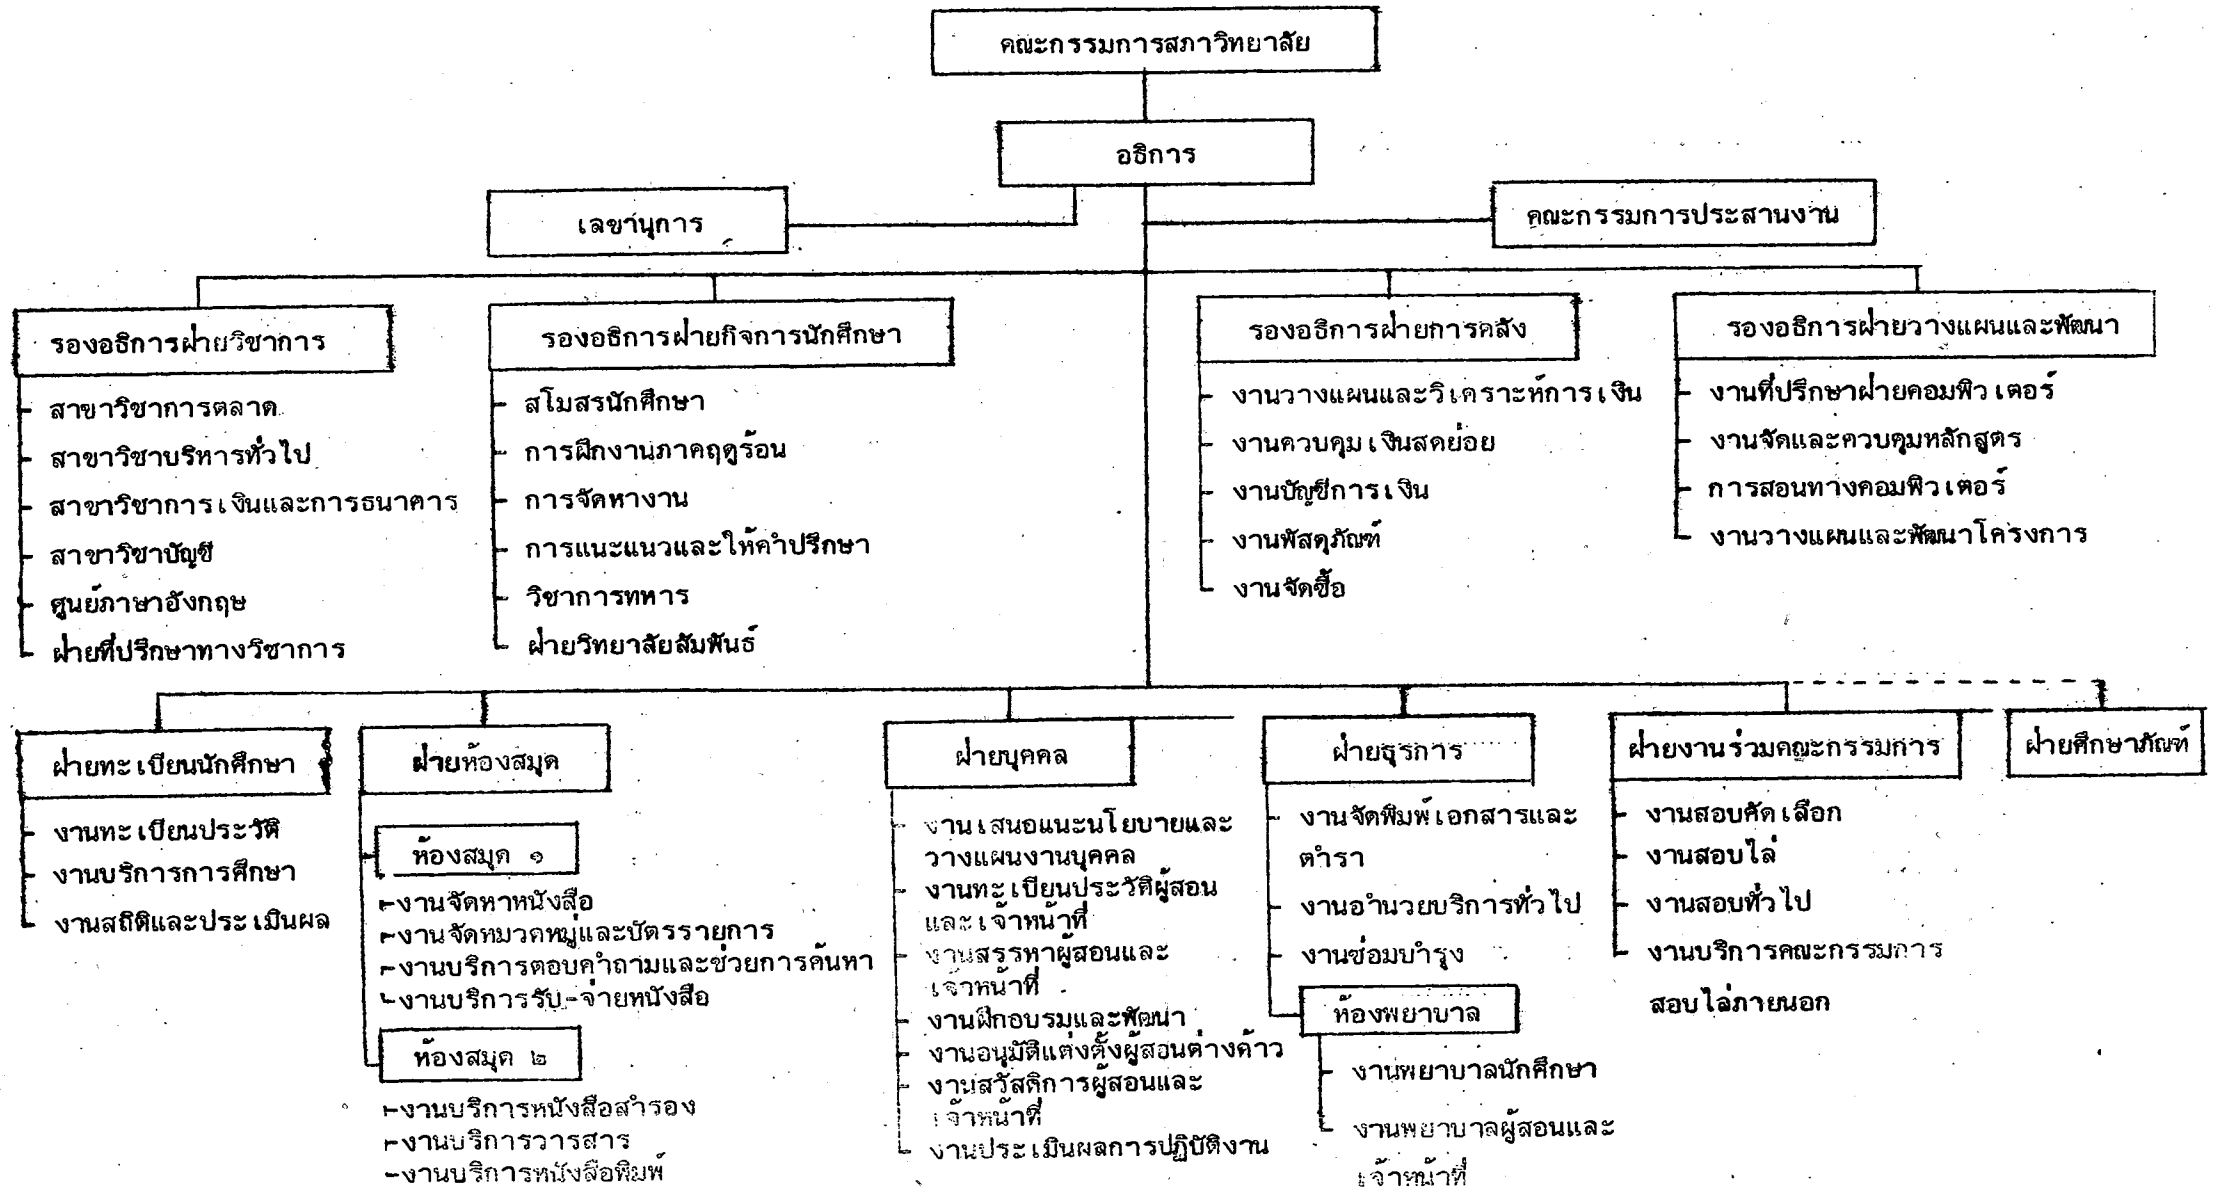 คณะกรรมการสภาวิทยาลัย
อธิการ
เลขานุการ
คณะกรรมการประสานงาน
รองอธิการฝ่ายวิชาการ
สาขาวิชาการตลาด
สาขาวิชาบริหารทั่วไป
สาขาวิชาการเงินและการธนาคาร
สาขาวิชาบัญชี
ศูนย์ภาษาอังกฤษ
ฝ่ายที่ปรึกษาทางวิชาการ
รองอธิการฝ่ายกิจการนักศึกษา
สโมสรนักศึกษา
การฝึกงานภาคฤดูร้อน
การจัดหางาน
การแนะแนวและให้คำปรึกษา
วิชาการทหาร
ฝ่ายวิทยาลัยสัมพันธ์
รองอธิการฝ่ายการคลัง
งานวางแผนและวิเคราะห์การเงิน
งานควบคุมเงินสดย่อย
งานบัญชีการเงิน
งานพัสดุภัณฑ์
งานจัดซื้อ
รองอธิการฝ่ายวางแผนและพัฒนา
งานที่ปรึกษาฝ่ายคอมพิวเตอร์
งานจัดและควบคุมหลักสูตร
การสอนทางคอมพิวเตอร์
งานวางแผนและพัฒนาโครงการ
ฝ่ายทะเบียนนักศึกษา
งานทะเบียนประวัติ
งานบริการการศึกษา
งานสถิติและประเมินผล
ฝ่ายห้องสมุด
ห้องสมุด ๑
งานจัดหาหนังสือ
งานจัดหมวดหมู่และบัตรรายการ
งานบริการตอบคำถามและช่วยการค้นหา
งานบริการรับ-จ่ายหนังสือ
ห้องสมุด ๒
งานบริการหนังสือสำรอง
งานบริการวารสาร
งานบริการหนังสือพิมพ์
ฝ่ายบุคคล
งานเสนอแนะนโยบายและ
วางแผนงานบุคคล
งานทะเบียนประวัติผู้สอน
และเจ้าหน้าที่
งานสรรหาผู้สอนและ
เจ้าหน้าที่
งานฝึกอบรมและพัฒนา
งานอนุมัติแต่งตั้งผู้สอนต่างด้าว
งานสวัสดิการผู้สอนและ
เจ้าหน้าที่
งานประเมินผลการปฏิบัติงาน
ฝ่ายธุรการ
งานจัดพิมพ์เอกสารและ
ตำรา
งานอำนวยบริการทั่วไป
งานซ่อมบำรุง
ห้องพยาบาล
งานพยาบาลนักศึกษา
งานพยาบาลผู้สอนและ
เจ้าหน้าที่
ฝ่ายงานร่วมคณะกรรมการ
งานสอบคัดเลือก
งานสอบไล่
งานสอบทั่วไป
งานบริการคณะกรรมการ
สอบไล่ภายนอก
ฝ่ายศึกษาภัณฑ์